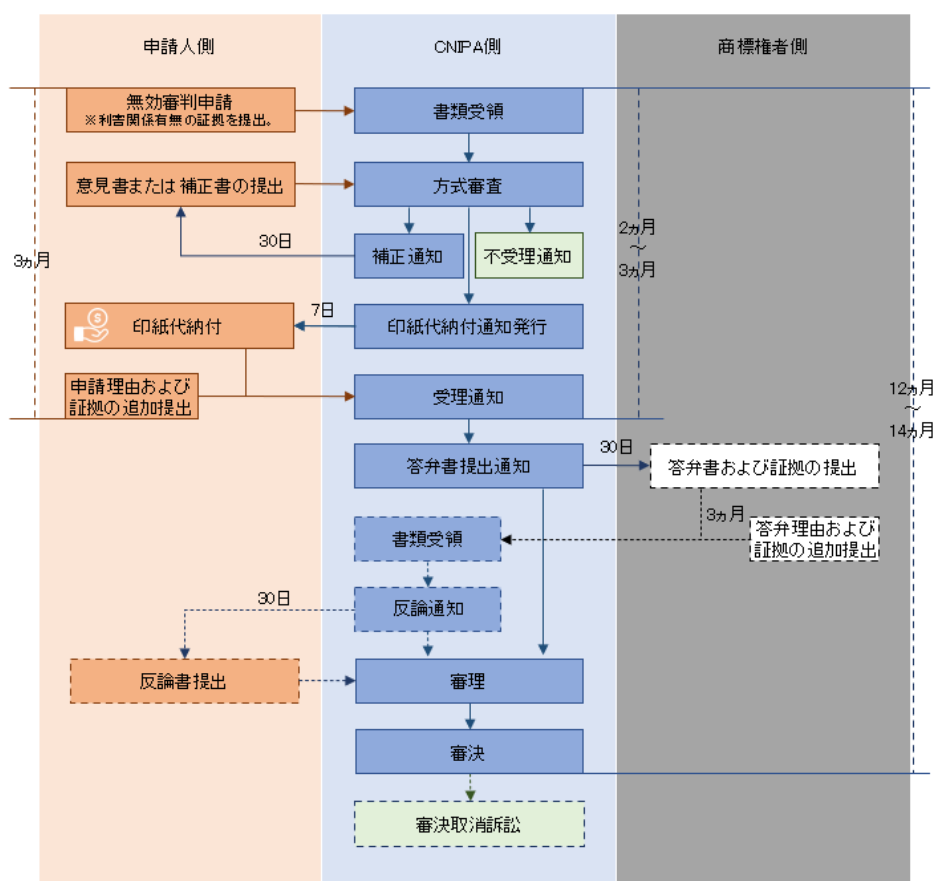 申請人側
CNIPA側
商標権者側
無効審判申請
※利害関係有無の証拠を提出。
書類受領
意見書または補正書の提出
方式審査
30日
補正通知
不受理通知
2ヵ月
～
3ヵ月
3ヵ月
7日
印紙代納付
印紙代納付通知発行
申請理由および
証拠の追加提出
受理通知
12ヵ月
～
14ヵ月
答弁書提出通知
30日
答弁書および証拠の提出
3ヵ月
書類受領
答弁理由および
証拠の追加提出
30日
反論通知
反論書提出
審理
審決
審決取消訴訟